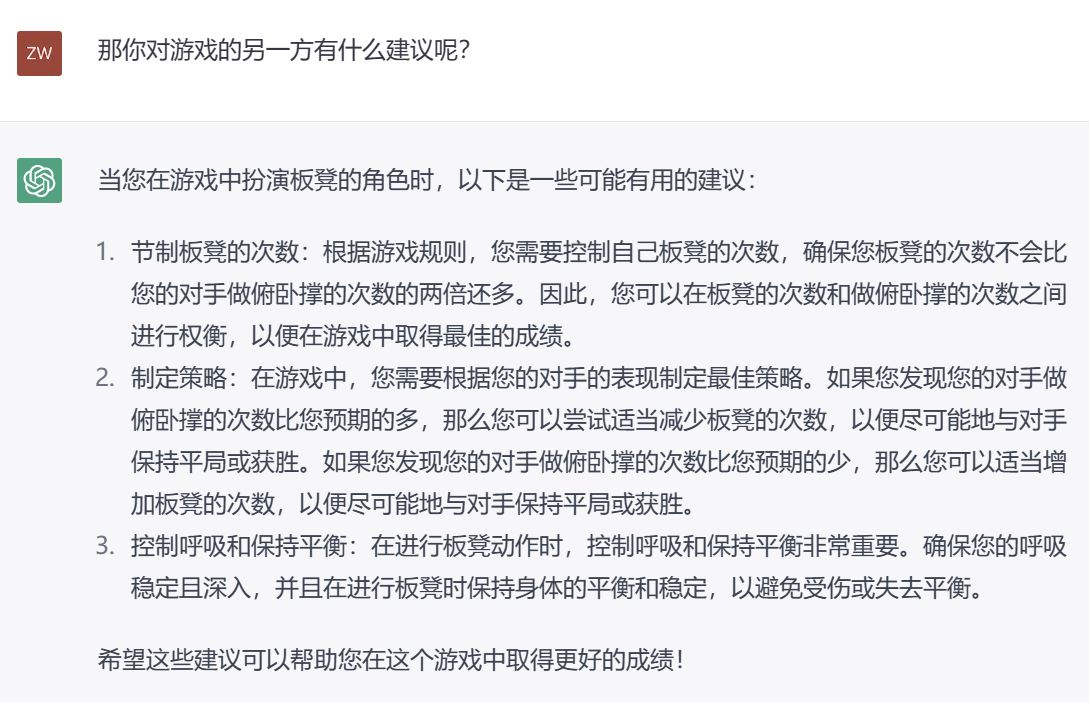 ZW
那你对游戏的另一方有什么建议呢？
当您在游戏中扮演板凳的角色时，以下是一些可能有用的建议：
1. 节制板凳的次数：根据游戏规则，您需要控制自己板凳的次数，确保您板凳的次数不会比
您的对手做俯卧撑的次数的两倍还多。因此，您可以在板凳的次数和做俯卧撑的次数之间
进行权衡，以便在游戏中取得最佳的成绩。
2. 制定策略：在游戏中，您需要根据您的对手的表现制定最佳策略。如果您发现您的对手做
俯卧撑的次数比您预期的多，那么您可以尝试适当减少板凳的次数，以便尽可能地与对手
保持平局或获胜。如果您发现您的对手做俯卧撑的次数比您预期的少，那么您可以适当增
加板凳的次数，以便尽可能地与对手保持平局或获胜。
3. 控制呼吸和保持平衡：在进行板凳动作时，控制呼吸和保持平衡非常重要。确保您的呼吸
稳定且深入，并且在进行板凳时保持身体的平衡和稳定，以避免受伤或失去平衡。
希望这些建议可以帮助您在这个游戏中取得更好的成绩！